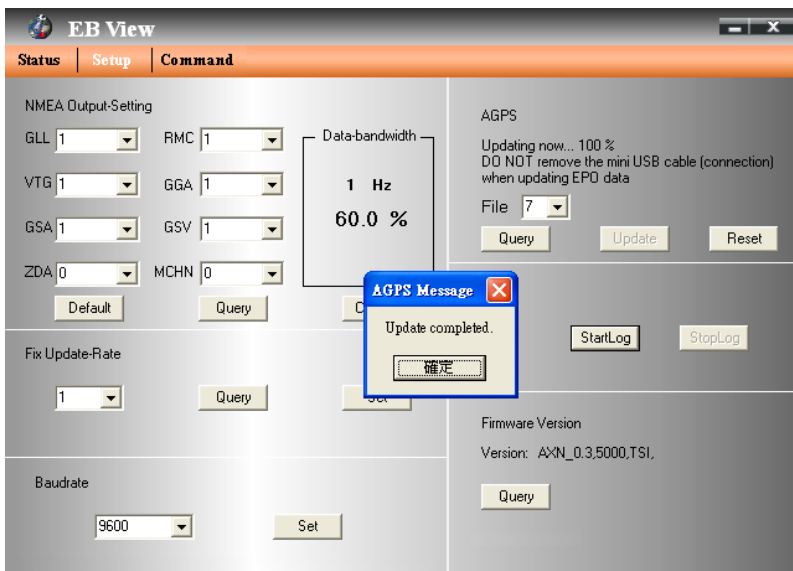 EB View
Status Setup Command
NMEA Output-Setting
GLL 1 RMC 1
VTG 1 GGA 1
GSA 1 GSV 1
ZDA 0 MCHN 0
Default Query
Data-bandwidth
1 Hz
60.0 %
Fix Update-Rate
1 Query
Baudrate
9600 Set
AGPS
Updating now... 100 %
DO NOT remove the mini USB cable (connection)
when updating EPO data
File 7
Query Update Reset
AGPS Message
Update completed.
確定
StartLog StopLog
Firmware Version
Version: AXN_0.3,5000,TSI,
Query